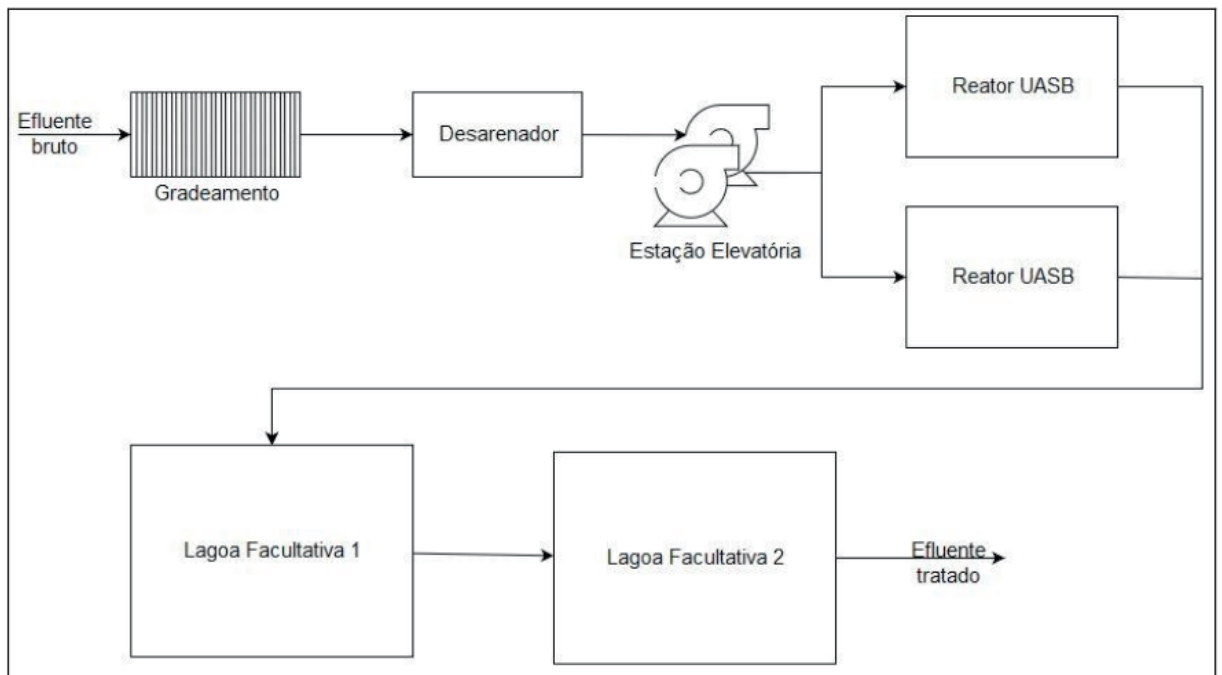 Efluente
bruto
Gradeamento
Desarenador
Estação Elevatória
Reator UASB
Reator UASB
Lagoa Facultativa 1
Lagoa Facultativa 2
Efluente
tratado